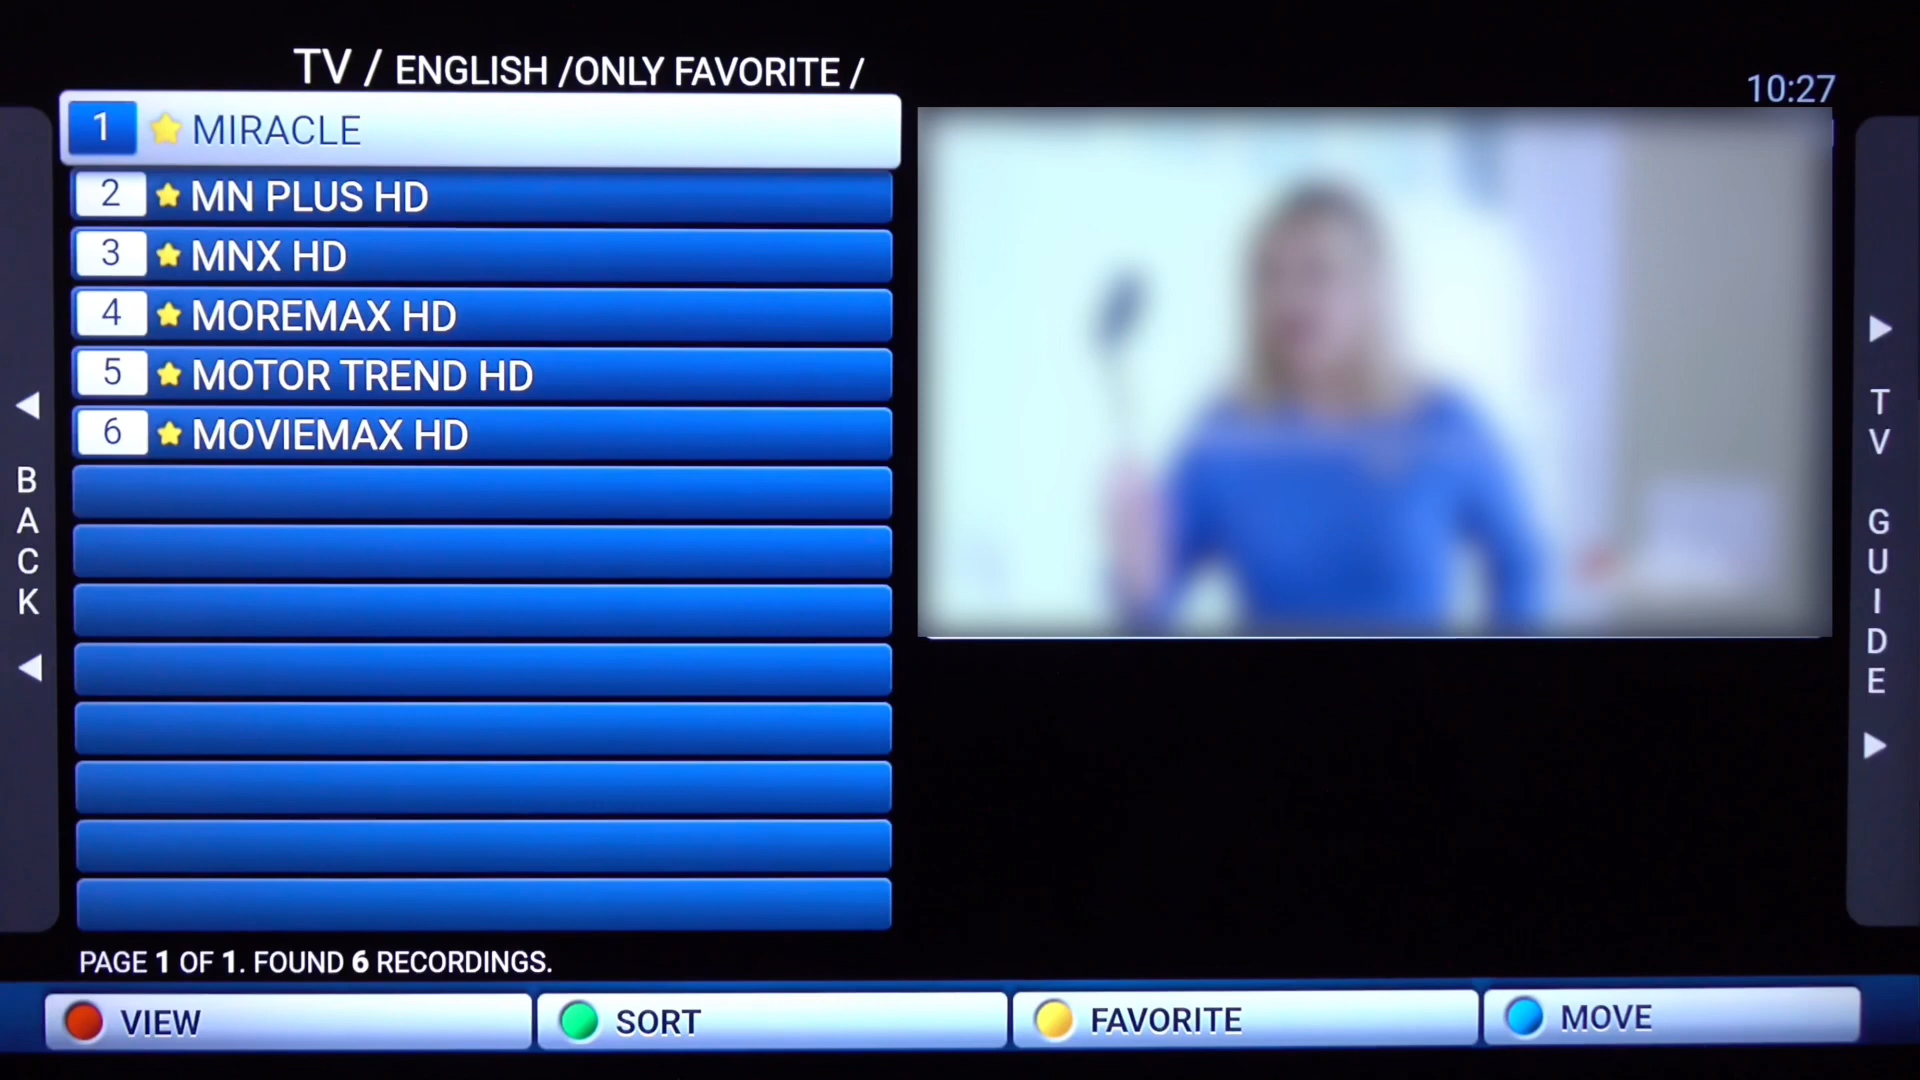 TV / ENGLISH /ONLY FAVORITE /
10:27
1 MIRACLE
2 MN PLUS HD
3 MNX HD
4 MOREMAX HD
5 MOTOR TREND HD
6 MOVIEMAX HD
BACK
TV GUIDE
PAGE 1 OF 1. FOUND 6 RECORDINGS.
VIEW
SORT
FAVORITE
MOVE